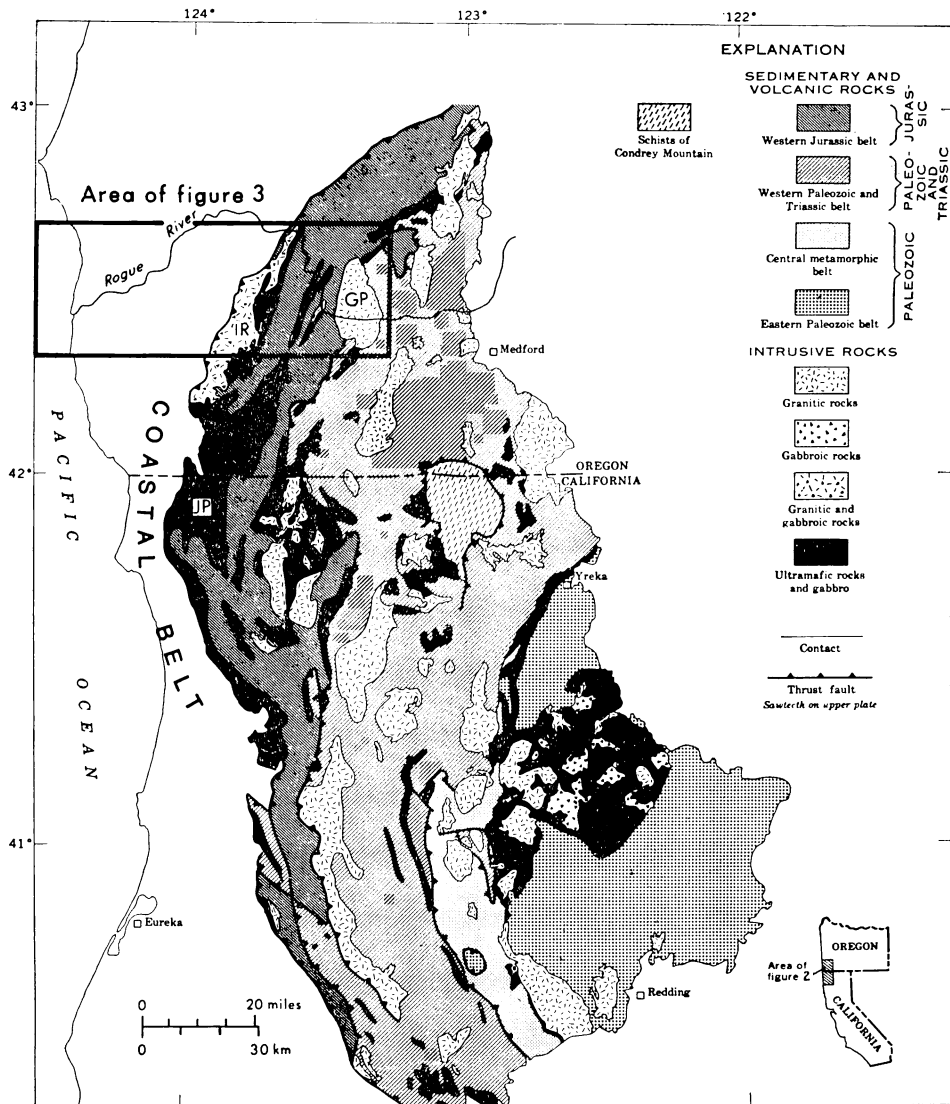 124°
123°
122°
43°
42°
41°
EXPLANATION
SEDIMENTARY AND
VOLCANIC ROCKS
Schists of
Condrey Mountain
Western Jurassic belt
JURAS-
SIC
Western Paleozoic and
Triassic belt
PALEO-
ZOIC
AND
TRIASSIC
Central metamorphic
belt
Eastern Paleozoic belt
PALEOZOIC
INTRUSIVE ROCKS
Granitic rocks
Gabbroic rocks
Granitic and
gabbroic rocks
Ultramafic rocks
and gabbro
Contact
Thrust fault
Sawteeth on upper plate
Area of figure 3
Rogue River
IR
GP
JP
Medford
OREGON
CALIFORNIA
Yreka
COASTAL BELT
PACIFIC
OCEAN
Eureka
Redding
0 20 miles
0 30 km
OREGON
Area of
figure 2
CALIFORNIA